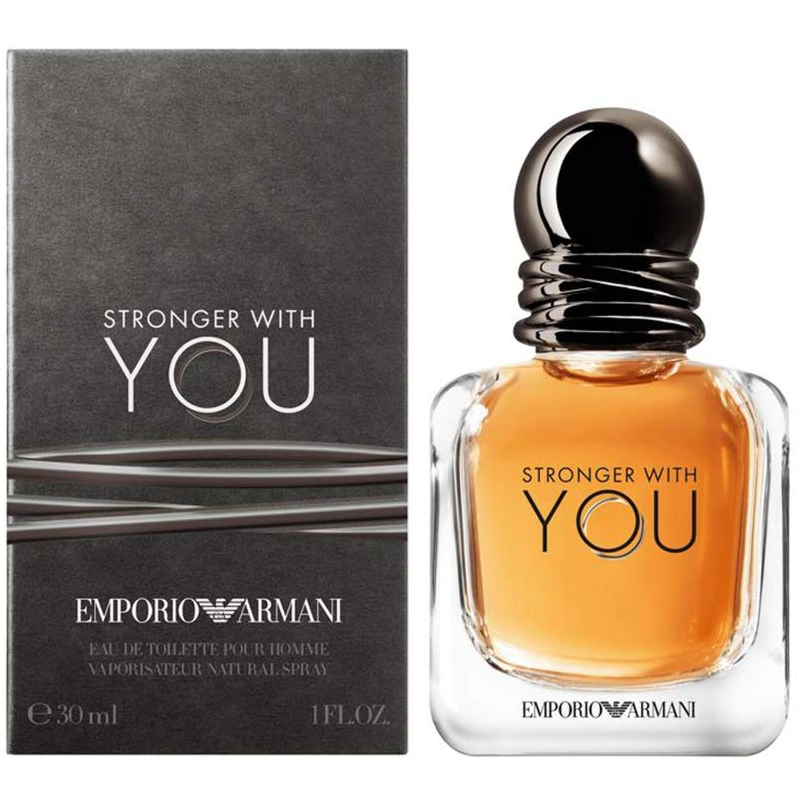 STRONGER WITH
YOU
EMPORIO ARMANI
EAU DE TOILETTE POUR HOMME
VAPORISATEUR NATURAL SPRAY
℮ 30 ml 1 FL.OZ.
STRONGER WITH
YOU
EMPORIO ARMANI